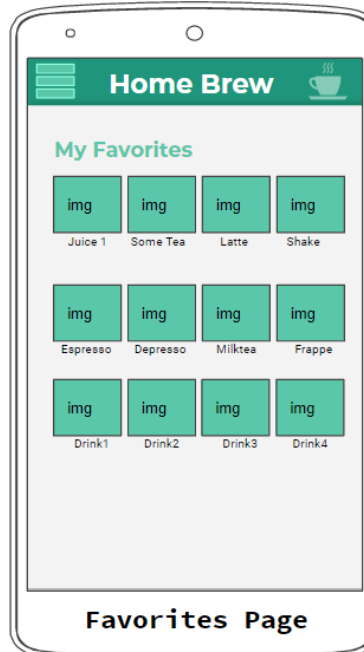 Home Brew
My Favorites
img img img img
Juice 1 Some Tea Latte Shake
img img img img
Espresso Depresso Milktea Frappe
img img img img
Drink1 Drink2 Drink3 Drink4
Favorites Page